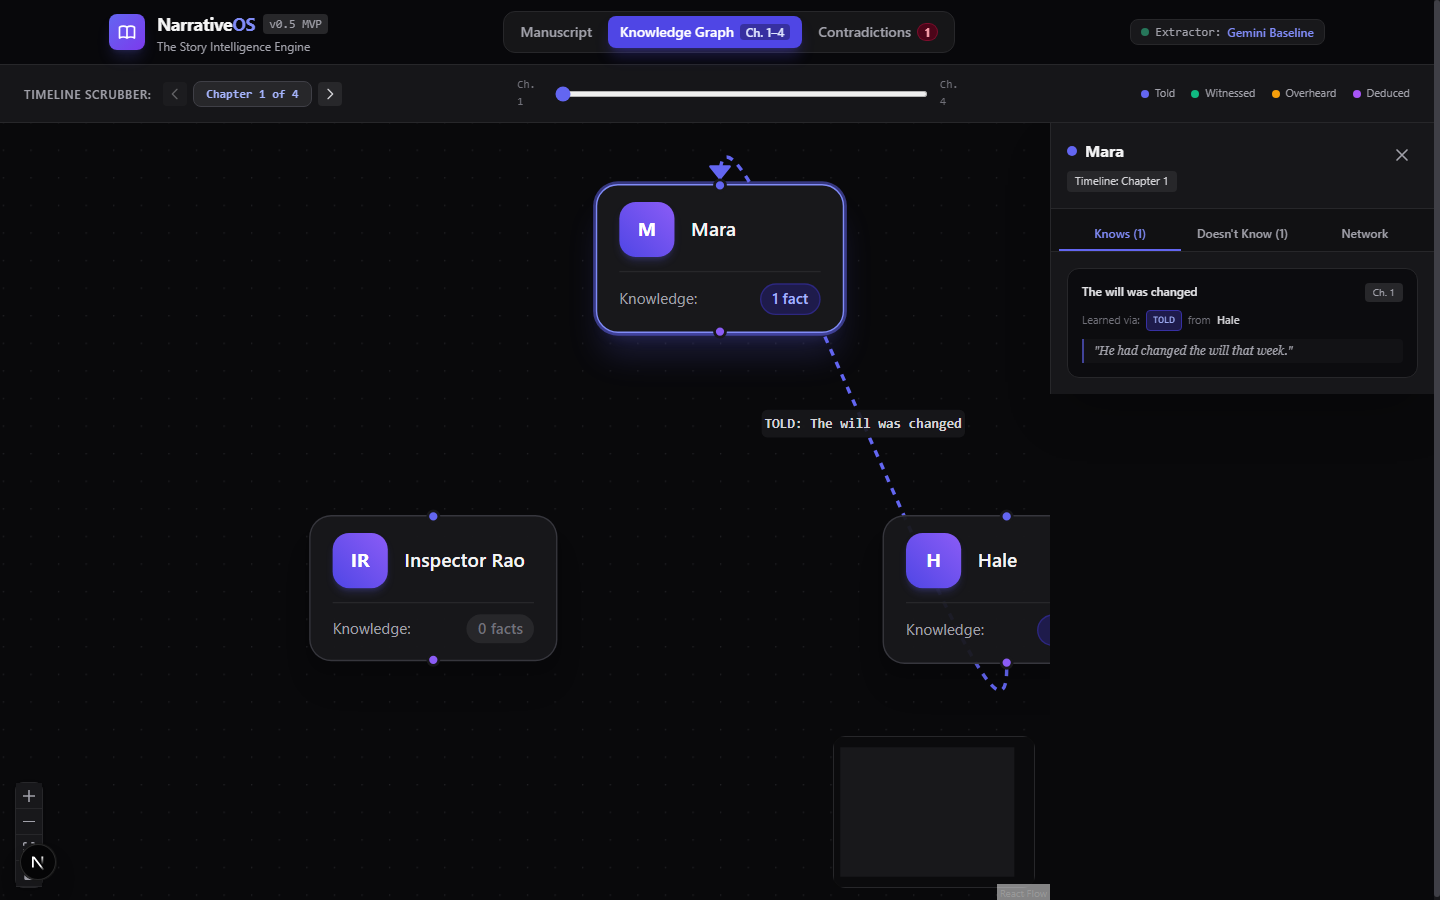 NarrativeOS v0.5 MVP
The Story Intelligence Engine
Manuscript
Knowledge Graph Ch. 1–4
Contradictions 1
Extractor: Gemini Baseline
TIMELINE SCRUBBER:
Chapter 1 of 4
Ch.
1
Ch.
4
Told
Witnessed
Overheard
Deduced
M
Mara
Knowledge:
1 fact
TOLD: The will was changed
IR
Inspector Rao
Knowledge:
0 facts
H
Hale
Knowledge:
Mara
Timeline: Chapter 1
Knows (1)
Doesn't Know (1)
Network
The will was changed
Ch. 1
Learned via: TOLD from Hale
"He had changed the will that week."
N
React Flow